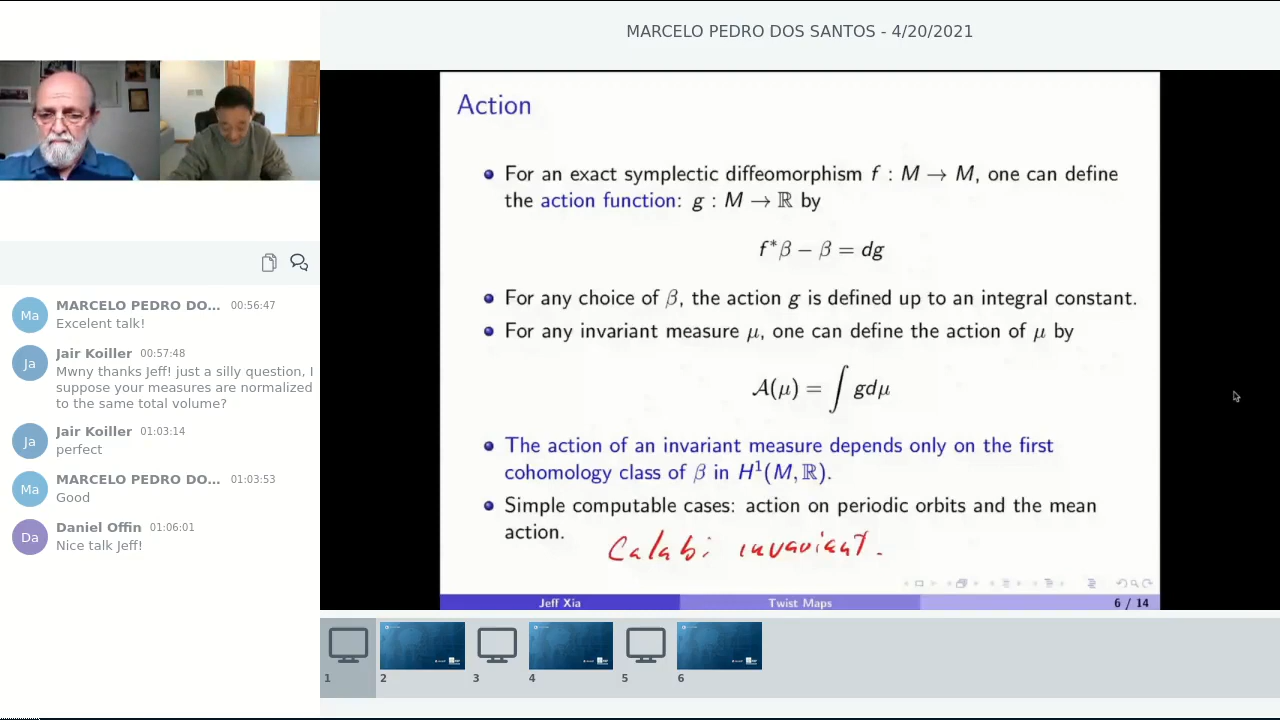 MARCELO PEDRO DOS SANTOS - 4/20/2021
Action
For an exact symplectic diffeomorphism f : M → M, one can define
the action function: g : M → ℝ by
f*β − β = dg
For any choice of β, the action g is defined up to an integral constant.
For any invariant measure μ, one can define the action of μ by
𝒜(μ) = ∫ gdμ
The action of an invariant measure depends only on the first
cohomology class of β in H¹(M, ℝ).
Simple computable cases: action on periodic orbits and the mean
action.
Calabi invariant.
Jeff Xia
Twist Maps
6 / 14
Ma
MARCELO PEDRO DO... 00:56:47
Excelent talk!
Ja
Jair Koiller 00:57:48
Mwny thanks Jeff! just a silly question, I
suppose your measures are normalized
to the same total volume?
Ja
Jair Koiller 01:03:14
perfect
Ma
MARCELO PEDRO DO... 01:03:53
Good
Da
Daniel Offin 01:06:01
Nice talk Jeff!
1
2
3
4
5
6